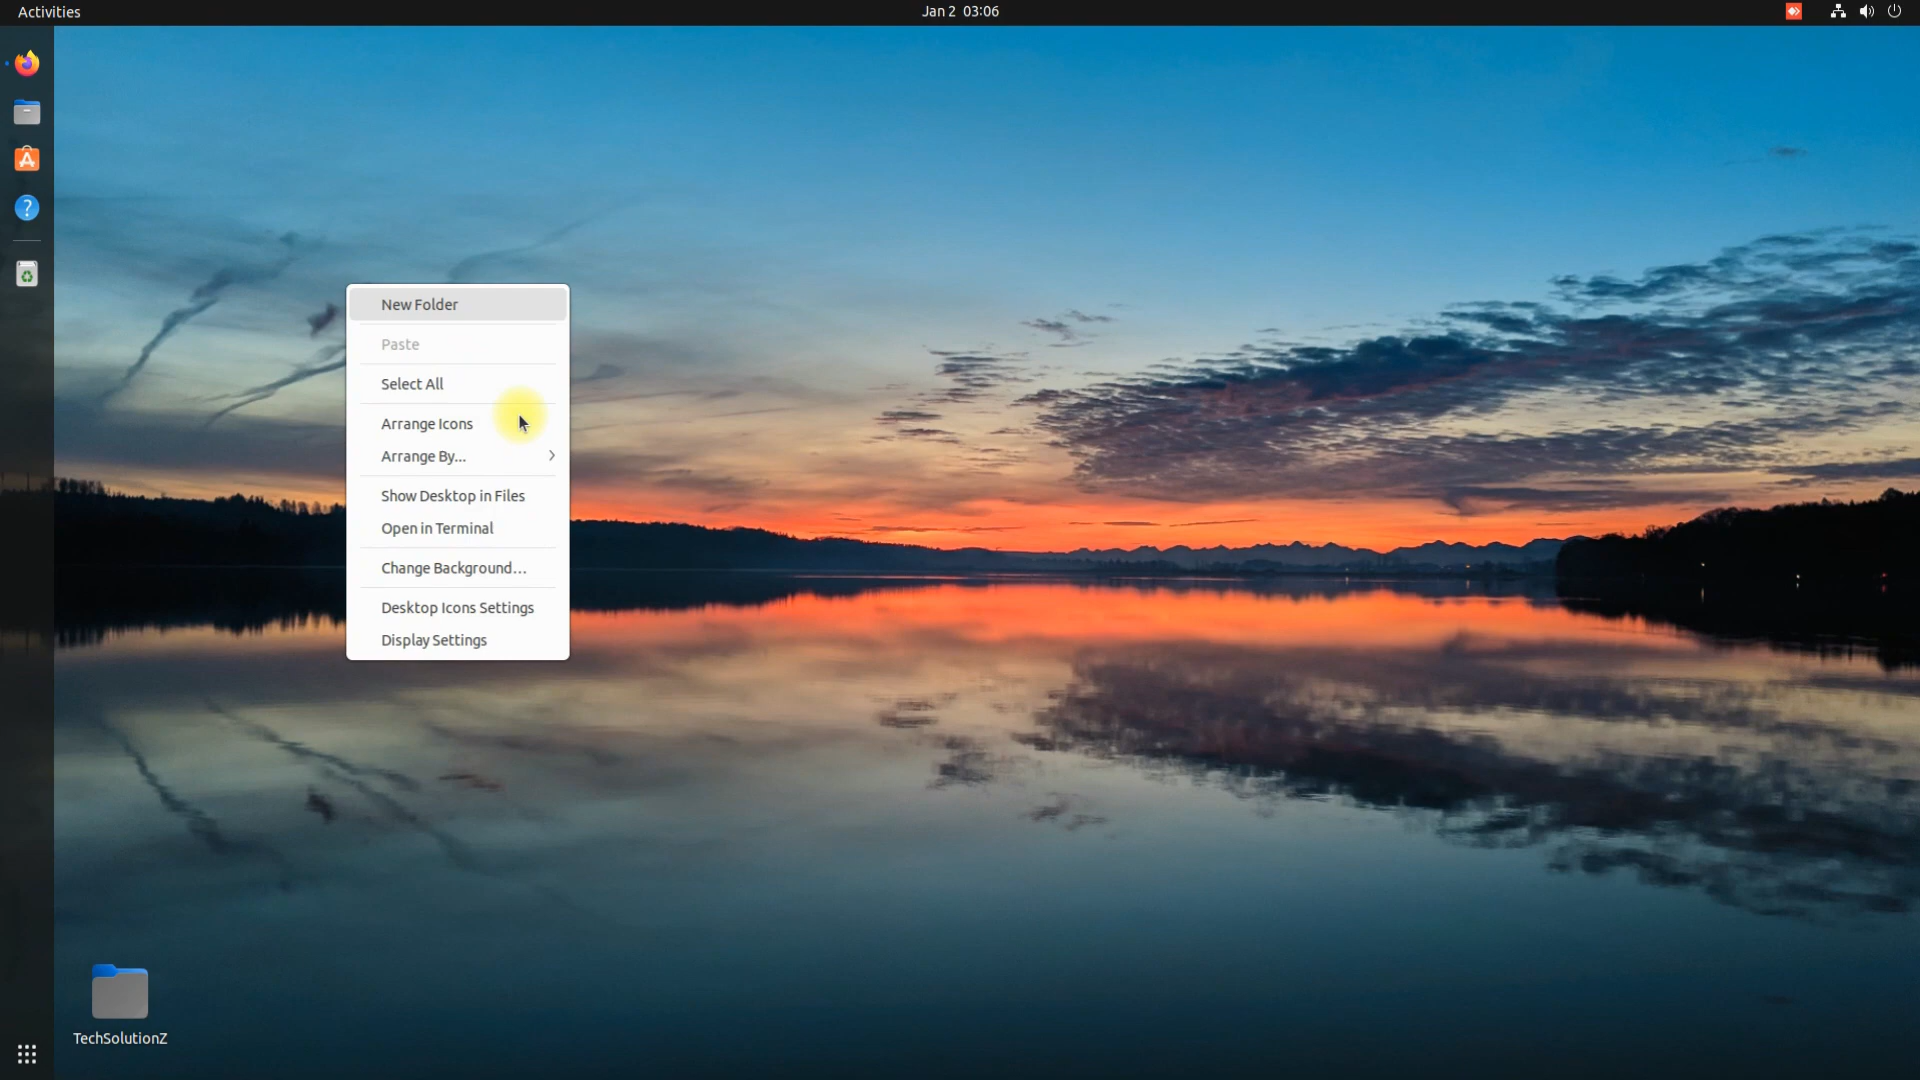 Activities
Jan 2 03:06
New Folder
Paste
Select All
Arrange Icons
Arrange By...
Show Desktop in Files
Open in Terminal
Change Background…
Desktop Icons Settings
Display Settings
TechSolutionZ